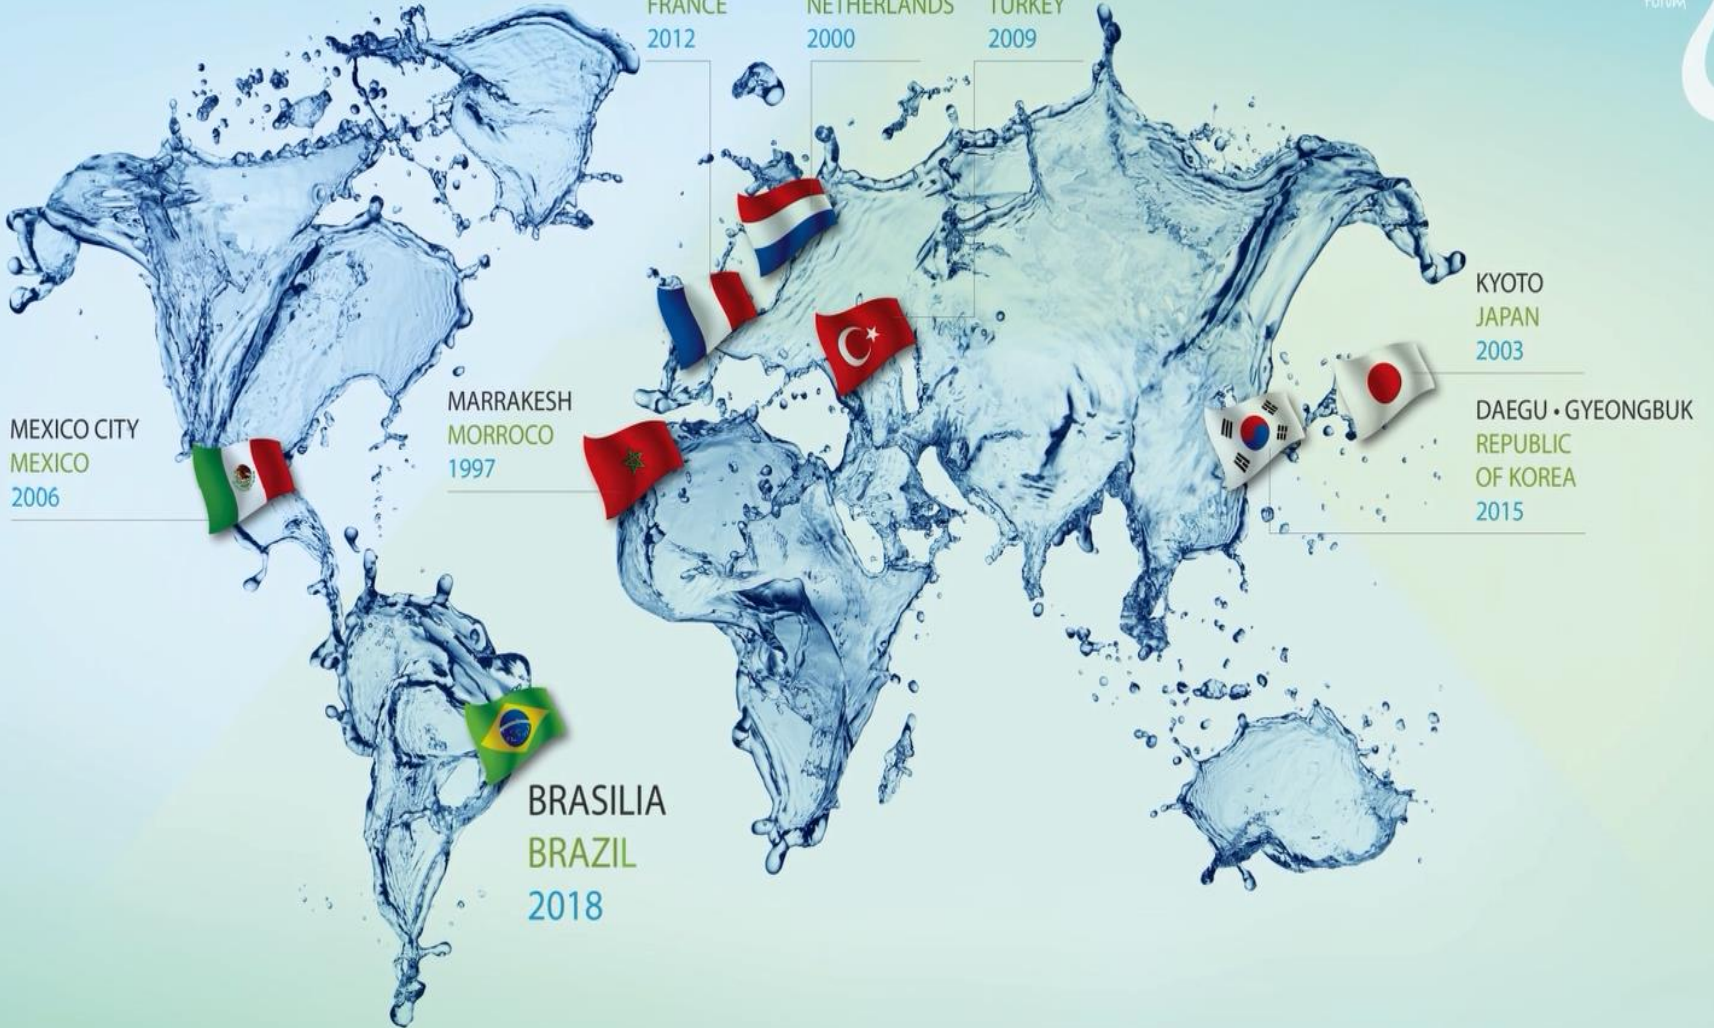 FRANCE
2012
NETHERLANDS
2000
TURKEY
2009
Forum
KYOTO
JAPAN
2003
MARRAKESH
MORROCO
1997
DAEGU • GYEONGBUK
REPUBLIC
OF KOREA
2015
MEXICO CITY
MEXICO
2006
BRASILIA
BRAZIL
2018